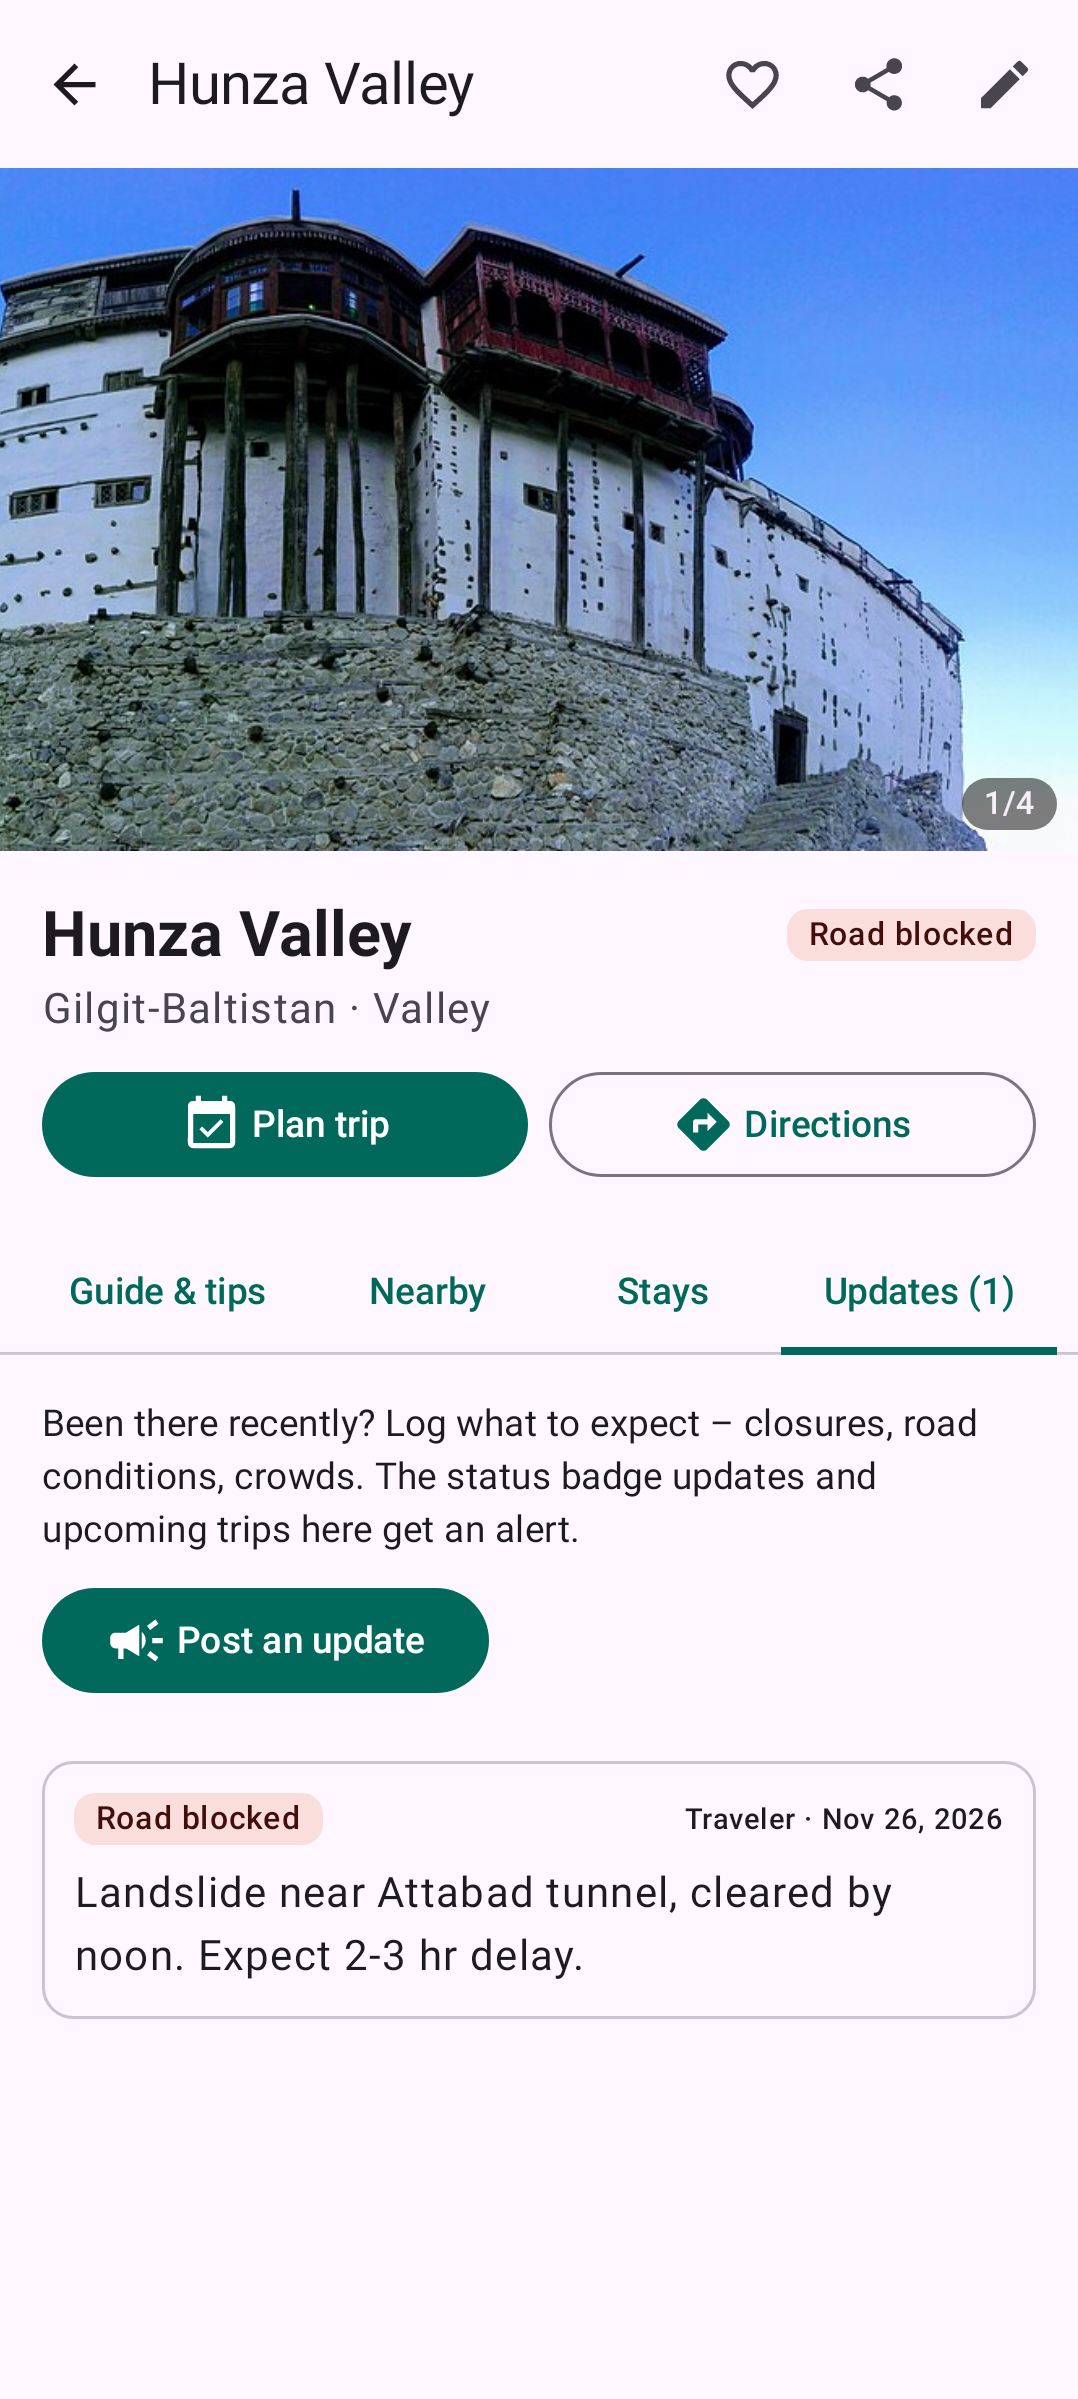 Hunza Valley
1/4
Hunza Valley
Road blocked
Gilgit-Baltistan · Valley
Plan trip
Directions
Guide & tips
Nearby
Stays
Updates (1)
Been there recently? Log what to expect – closures, road
conditions, crowds. The status badge updates and
upcoming trips here get an alert.
Post an update
Road blocked
Traveler · Nov 26, 2026
Landslide near Attabad tunnel, cleared by
noon. Expect 2-3 hr delay.